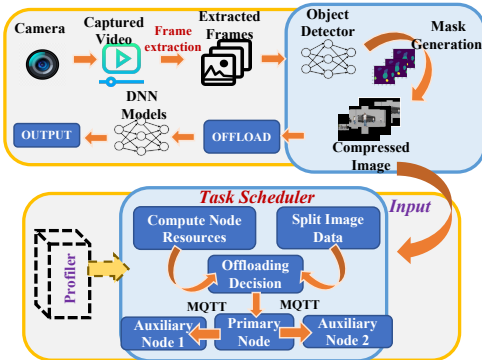 Camera
Captured
Video
Frame
extraction
Extracted
Frames
Object
Detector
Mask
Generation
DNN
Models
OUTPUT
OFFLOAD
Compressed
Image
Task Scheduler
Input
Profiler
Compute Node
Resources
Split Image
Data
Offloading
Decision
MQTT
MQTT
Auxiliary
Node 1
Primary
Node
Auxiliary
Node 2